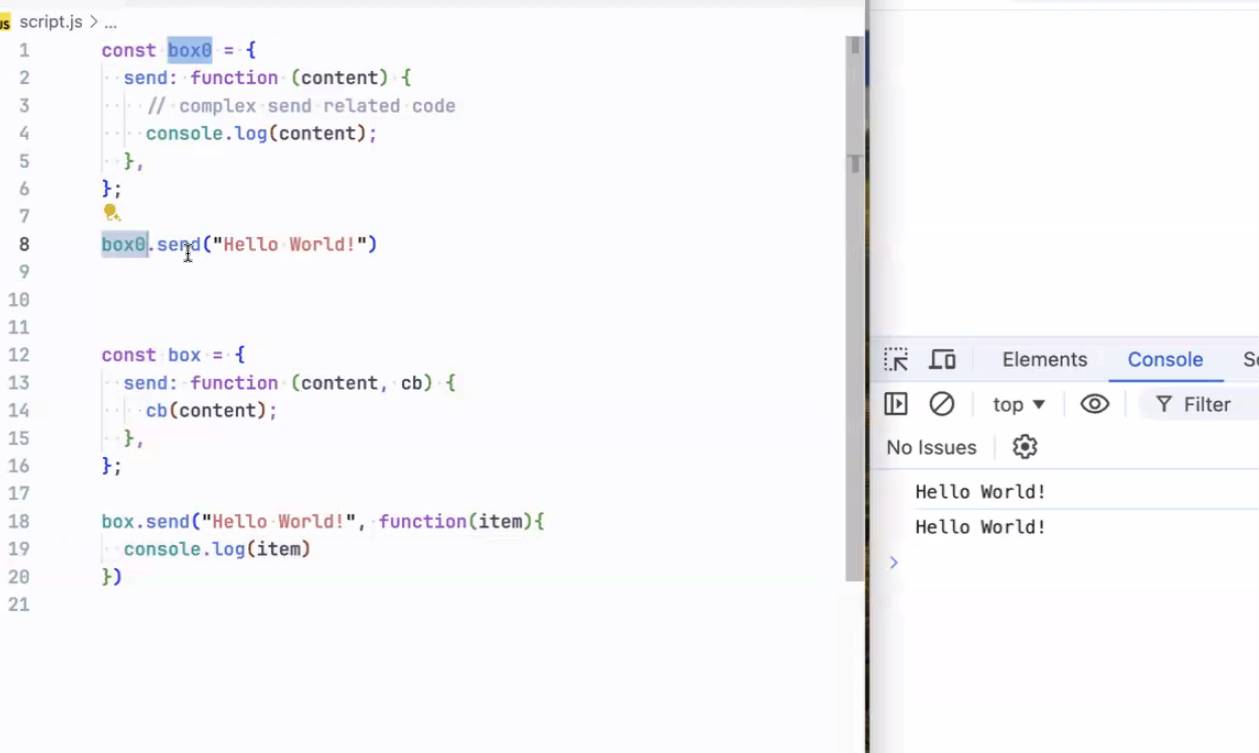 JS script.js > ...
1 const box0 = {
2 send: function (content) {
3 // complex send related code
4 console.log(content);
5 },
6 };
7
8 box0.send("Hello World!")
9
10
11
12 const box = {
13 send: function (content, cb) {
14 cb(content);
15 },
16 };
17
18 box.send("Hello World!", function(item){
19 console.log(item)
20 })
21
Elements Console
top ▼ Filter
No Issues
Hello World!
Hello World!
>